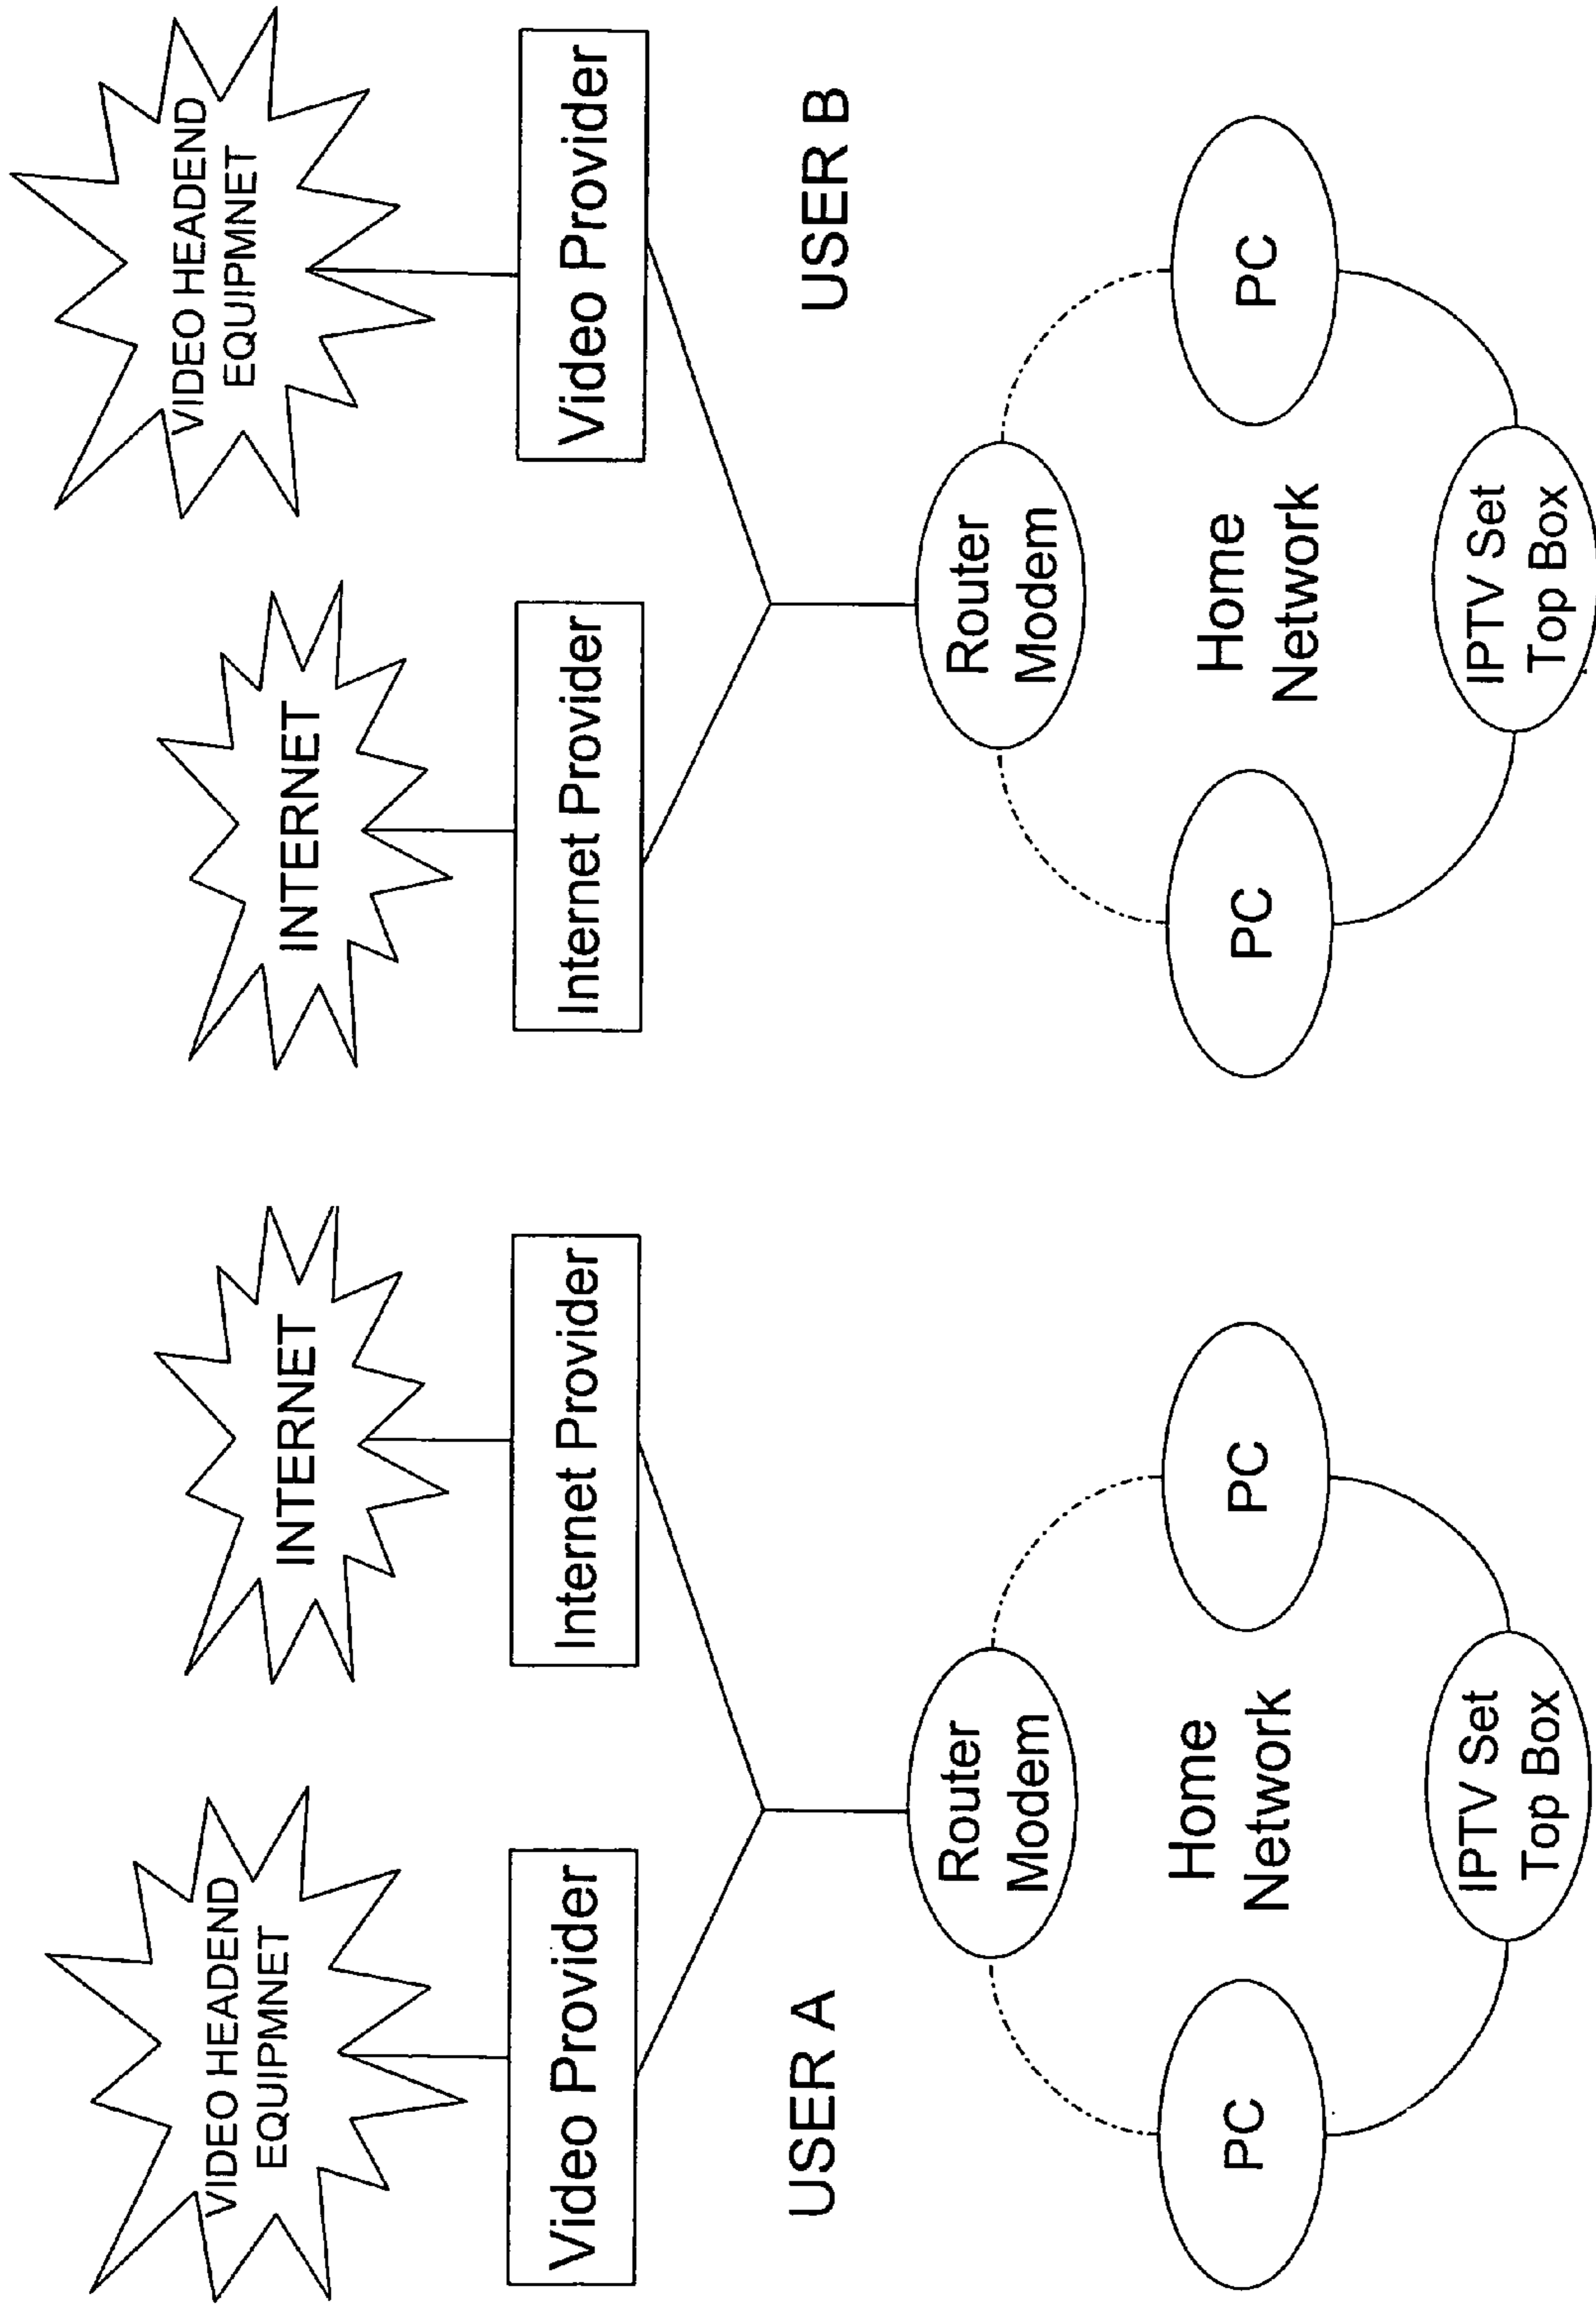 VIDEO HEADEND
EQUIPMNET
INTERNET
INTERNET
VIDEO HEADEND
EQUIPMNET
Video Provider
Internet Provider
Internet Provider
Video Provider
USER A
USER B
Router
Modem
Router
Modem
PC
Home
Network
PC
PC
Home
Network
PC
IPTV Set
Top Box
IPTV Set
Top Box